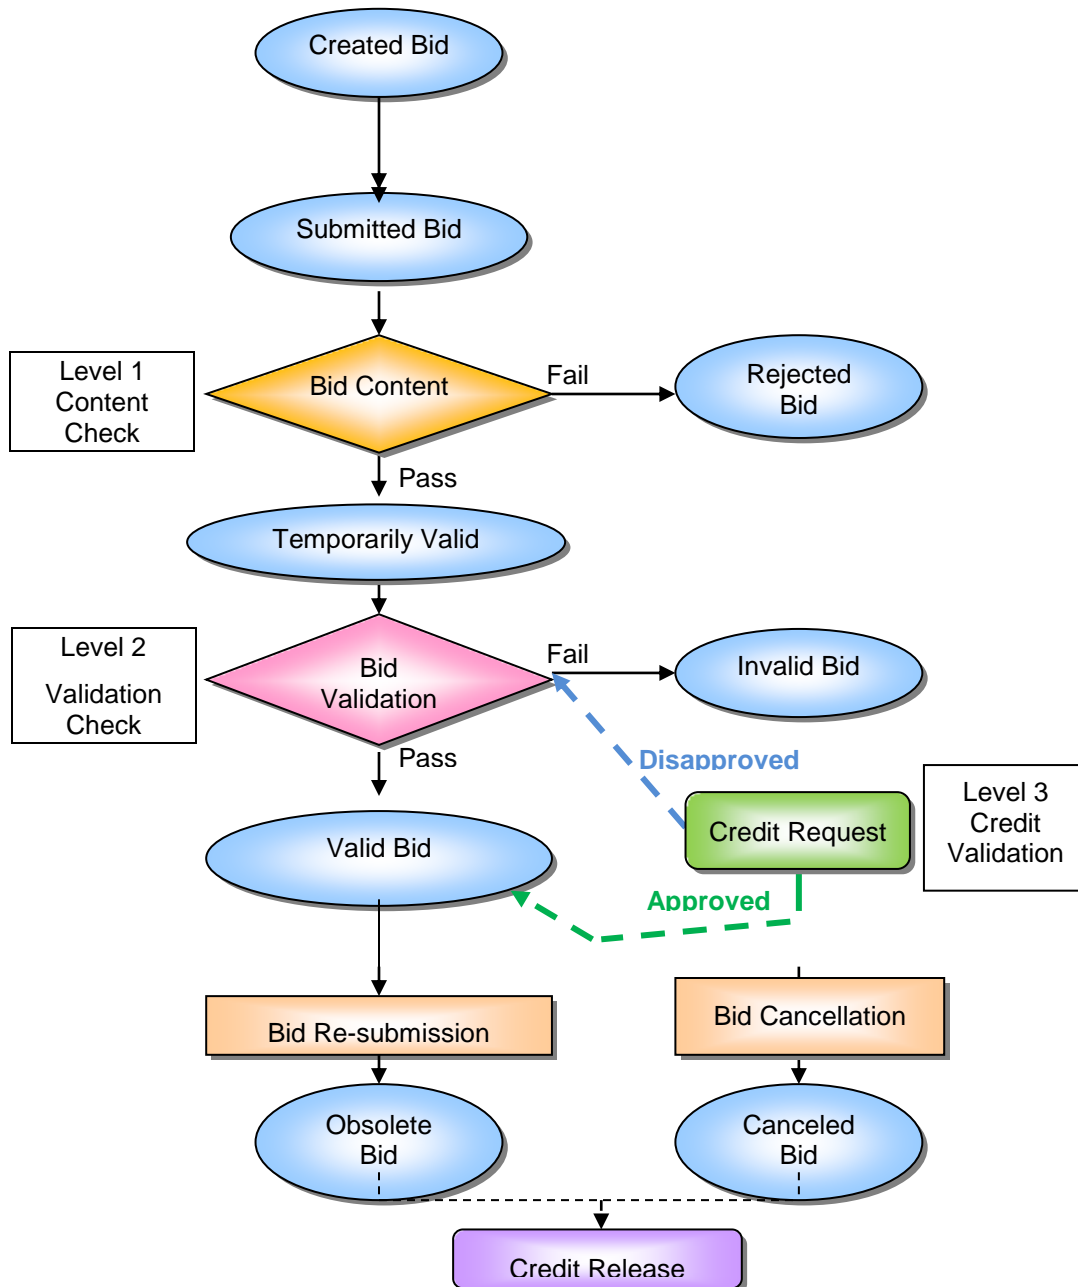 Created Bid
Submitted Bid
Level 1
Content
Check
Bid Content
Fail
Rejected
Bid
Pass
Temporarily Valid
Level 2
Validation
Check
Bid
Validation
Fail
Invalid Bid
Pass
Disapproved
Valid Bid
Credit Request
Level 3
Credit
Validation
Approved
Bid Re-submission
Bid Cancellation
Obsolete
Bid
Canceled
Bid
Credit Release